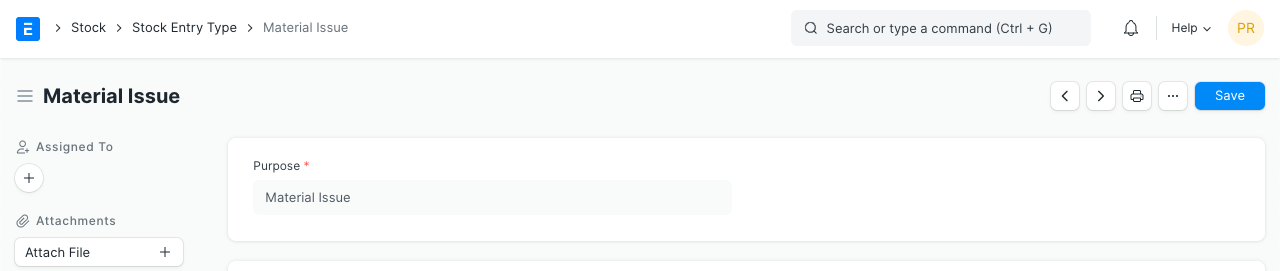 E Stock Stock Entry Type Material Issue Search or type a command (Ctrl + G) Help PR
Material Issue Save
Assigned To
Purpose *
Material Issue
Attachments
Attach File